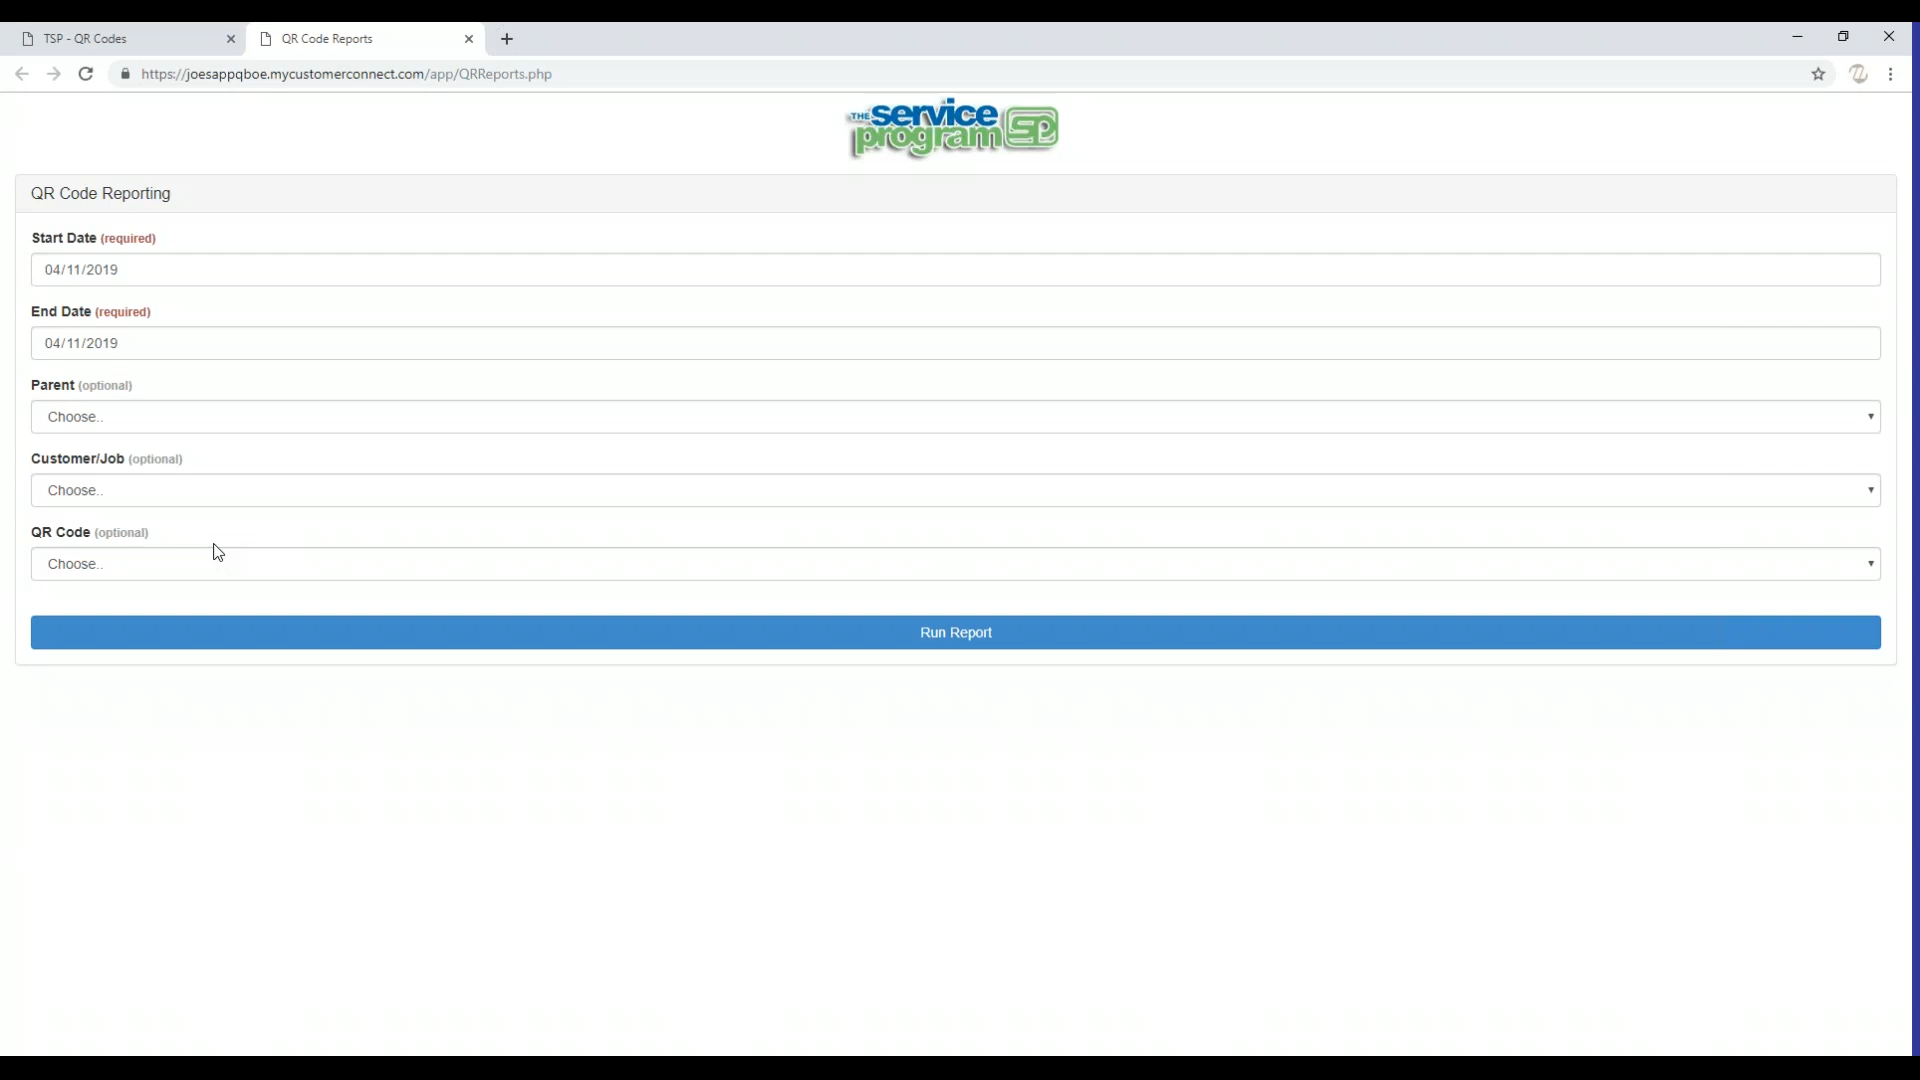 TSP - QR Codes
QR Code Reports
https://joesappqboe.mycustomerconnect.com/app/QRReports.php
THE service
program SP
QR Code Reporting
Start Date (required)
04/11/2019
End Date (required)
04/11/2019
Parent (optional)
Choose..
Customer/Job (optional)
Choose..
QR Code (optional)
Choose..
Run Report